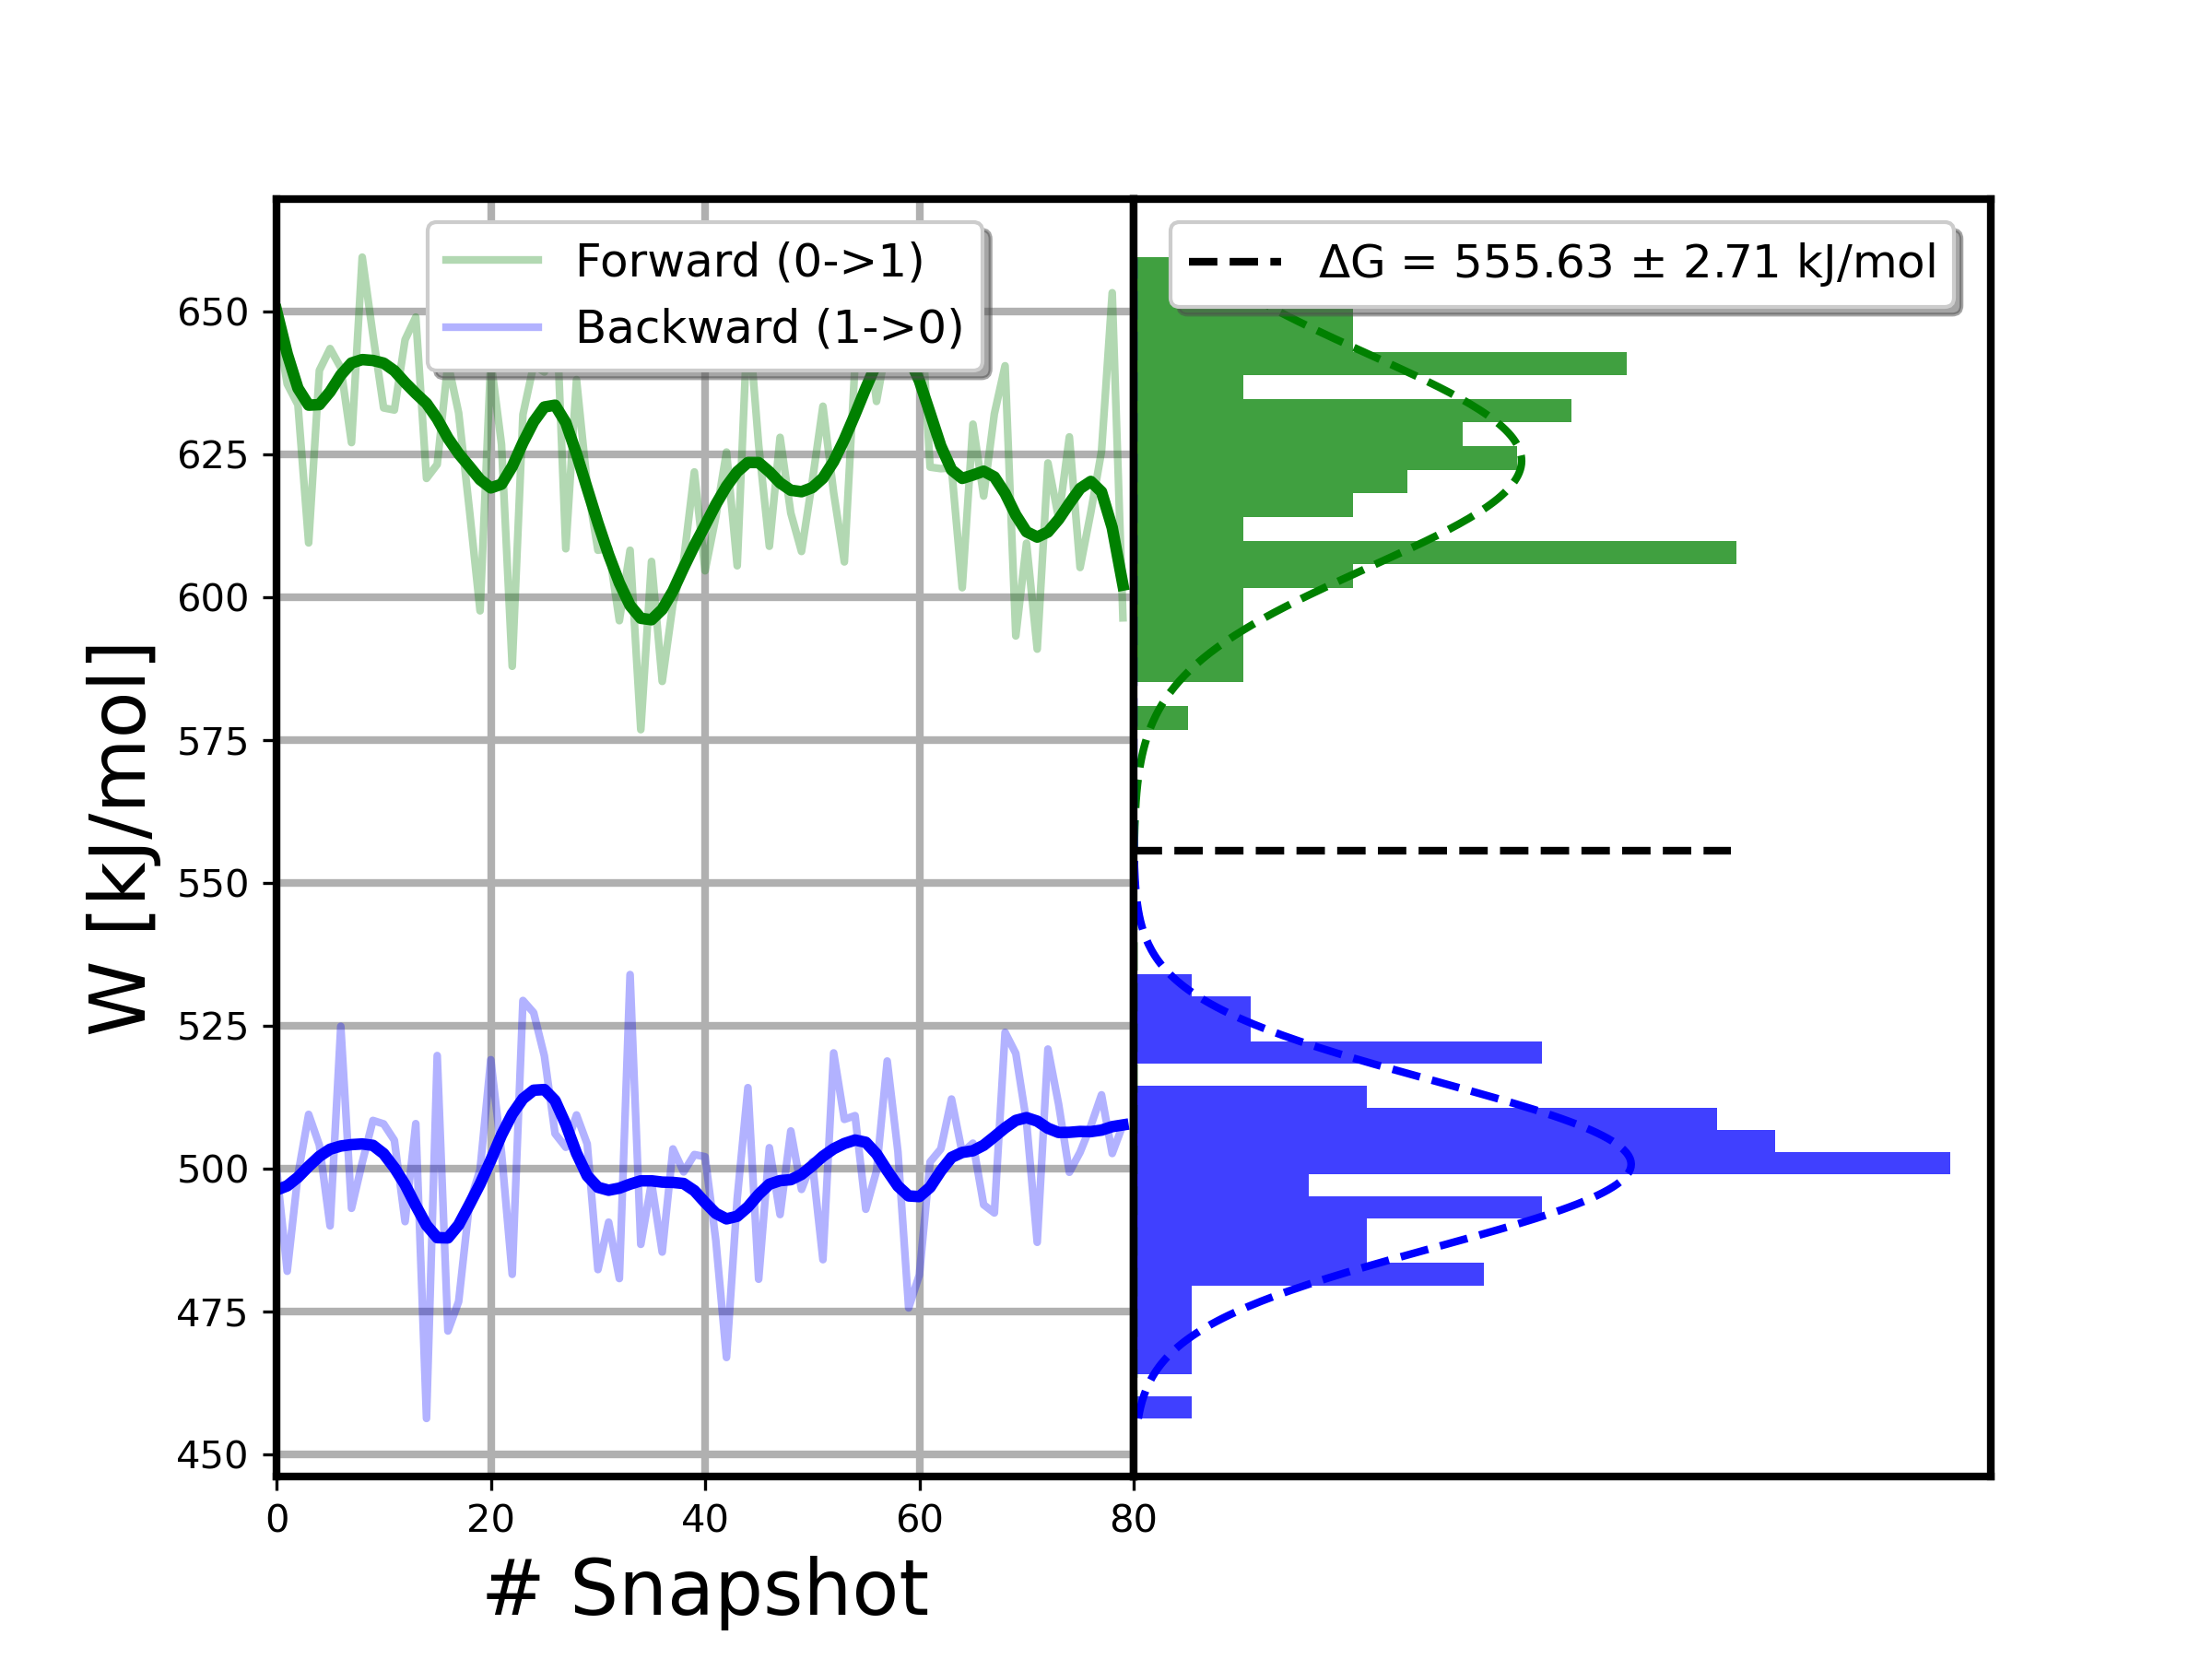 Forward (0->1)
Backward (1->0)
ΔG = 555.63 ± 2.71 kJ/mol
W [kJ/mol]
650
625
600
575
550
525
500
475
450
0 20 40 60 80
# Snapshot